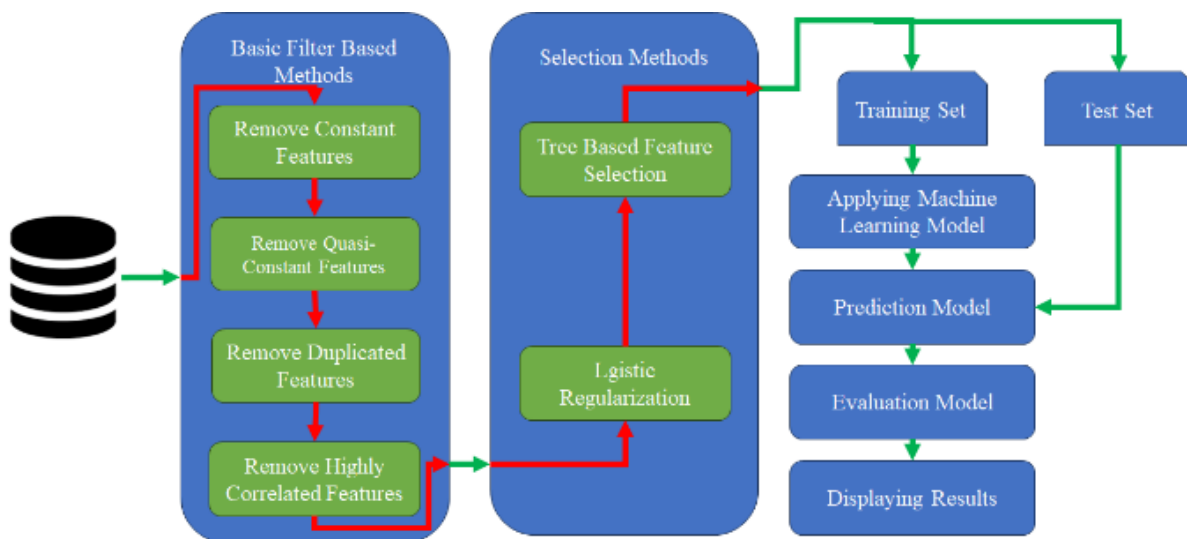 Basic Filter Based
Methods
Remove Constant
Features
Remove Quasi-
Constant Features
Remove Duplicated
Features
Remove Highly
Correlated Features
Selection Methods
Tree Based Feature
Selection
Lgistic
Regularization
Training Set
Test Set
Applying Machine
Learning Model
Prediction Model
Evaluation Model
Displaying Results